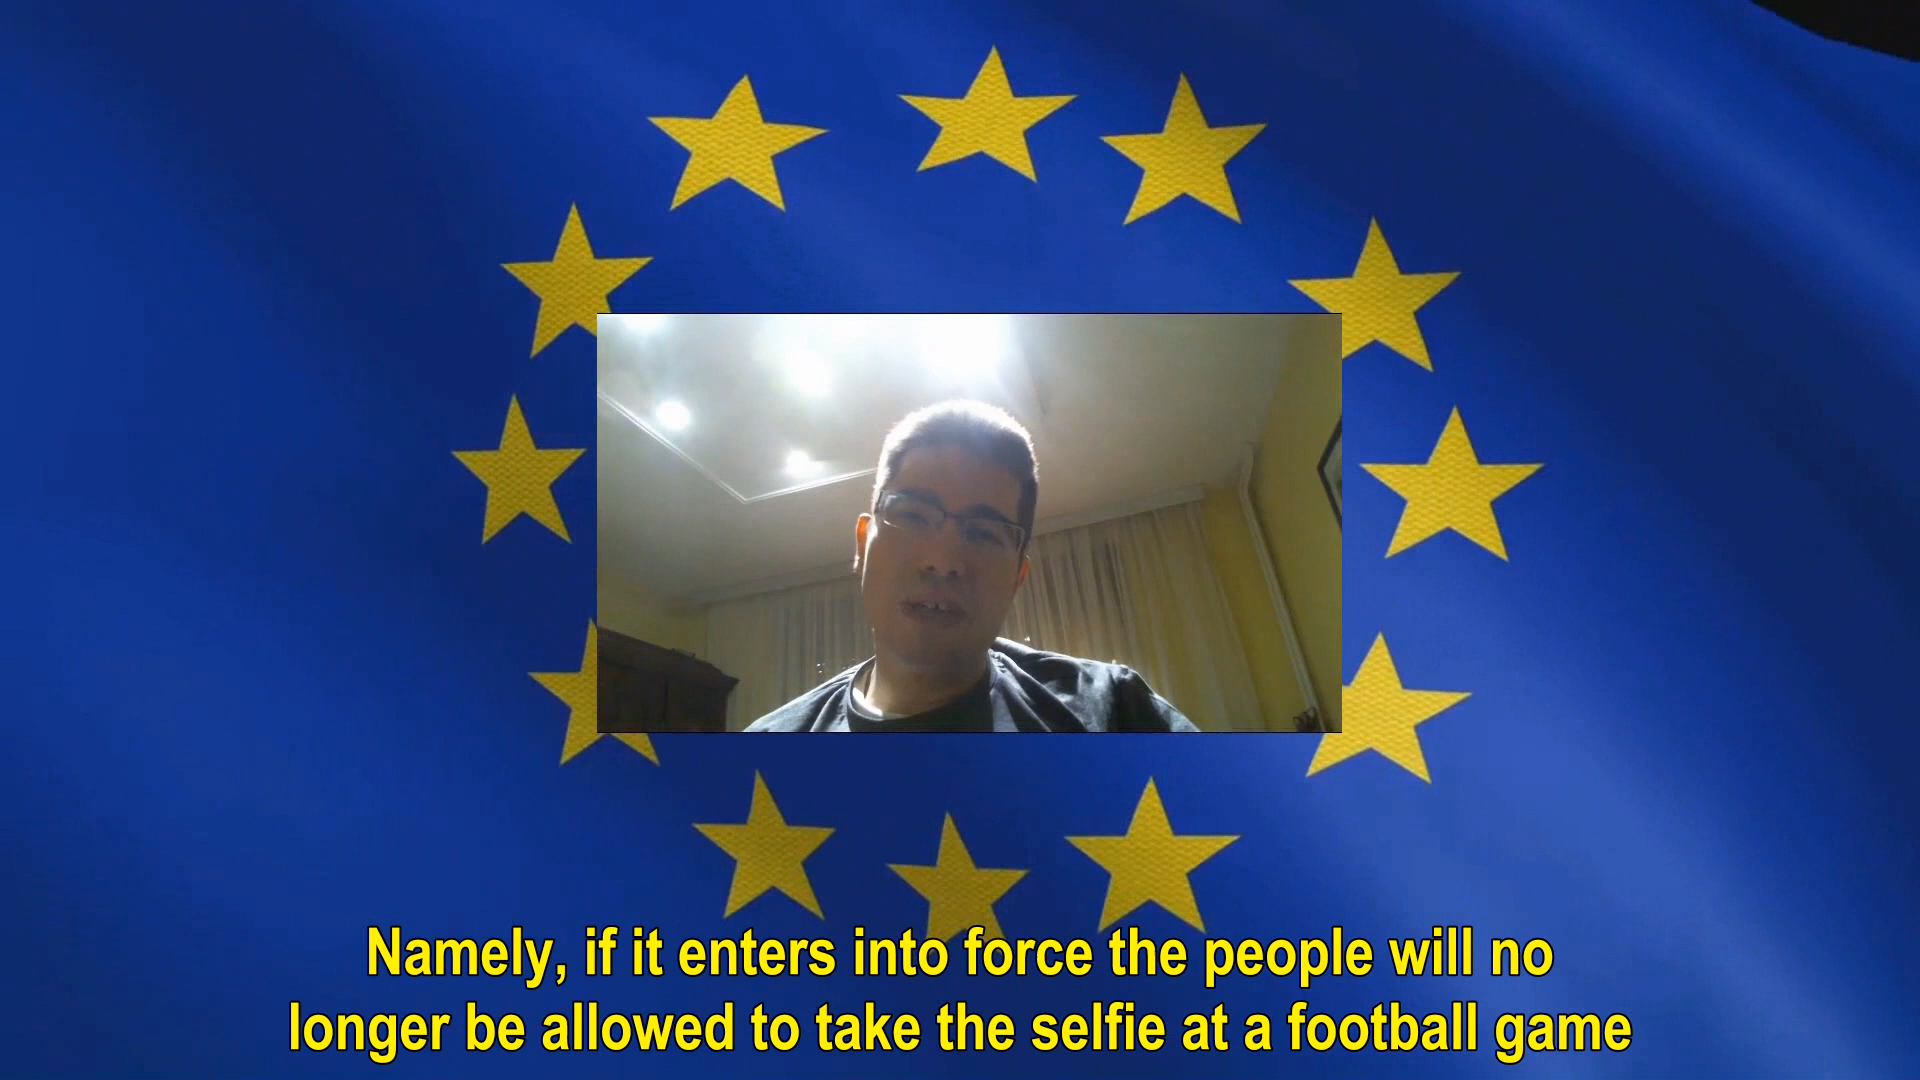 Namely, if it enters into force the people will no
longer be allowed to take the selfie at a football game